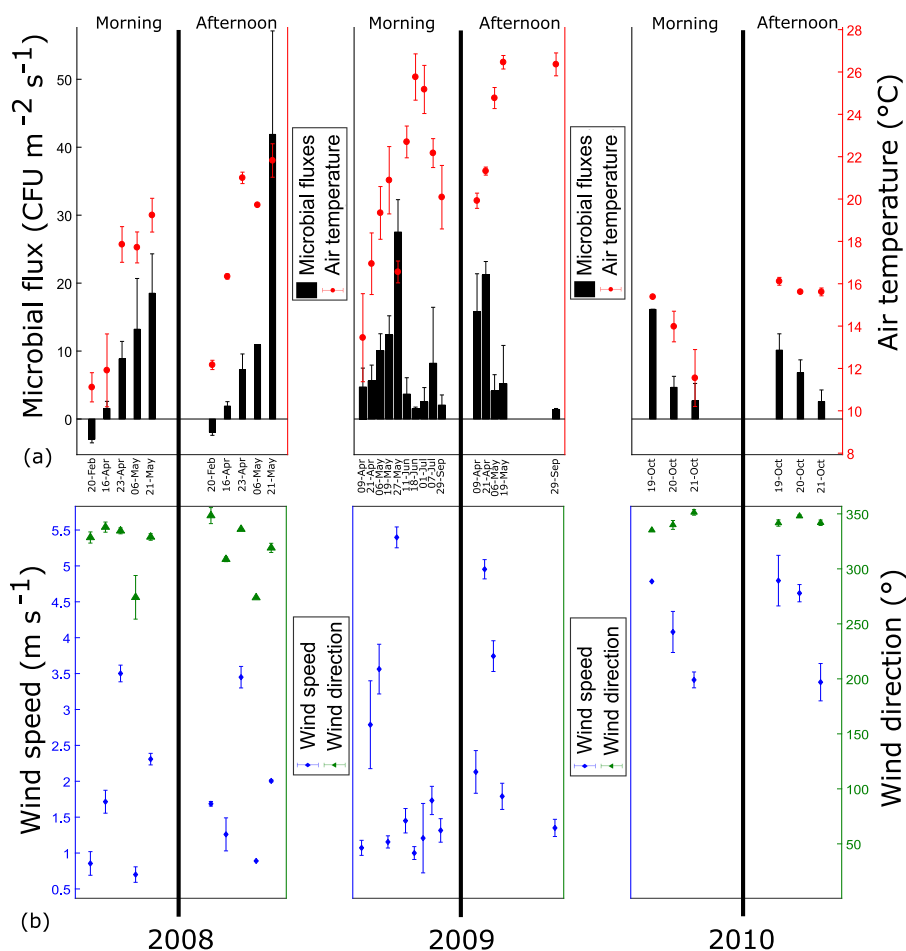 Morning Afternoon Morning Afternoon Morning Afternoon
Microbial flux (CFU m⁻² s⁻¹)
50
40
30
20
10
0
Microbial fluxes
Air temperature
Microbial fluxes
Air temperature
28
26
24
22
20
18
16
14
12
10
8
Air temperature (°C)
(a)
20-Feb
16-Apr
23-Apr
06-May
21-May
20-Feb
16-Apr
23-Apr
06-May
21-May
09-Apr
21-Apr
06-May
19-May
27-May
11-Jun
18-Jun
01-Jul
07-Jul
29-Sep
09-Apr
21-Apr
06-May
19-May
29-Sep
19-Oct
20-Oct
21-Oct
19-Oct
20-Oct
21-Oct
Wind speed (m s⁻¹)
5.5
5
4.5
4
3.5
3
2.5
2
1.5
1
0.5
Wind speed
Wind direction
Wind speed
Wind direction
350
300
250
200
150
100
50
Wind direction (°)
(b)
2008 2009 2010